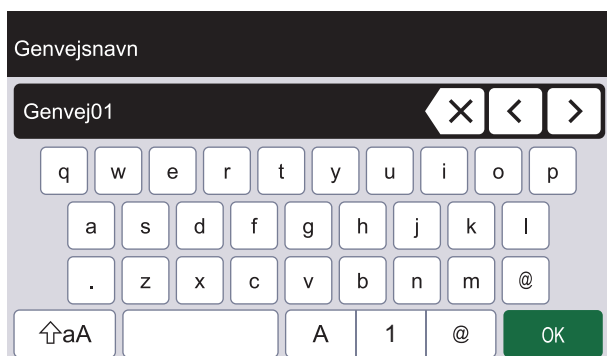 Genvejsnavn
Genvej01
q w e r t y u i o p
a s d f g h j k l
. z x c v b n m @
aA A 1 @ OK